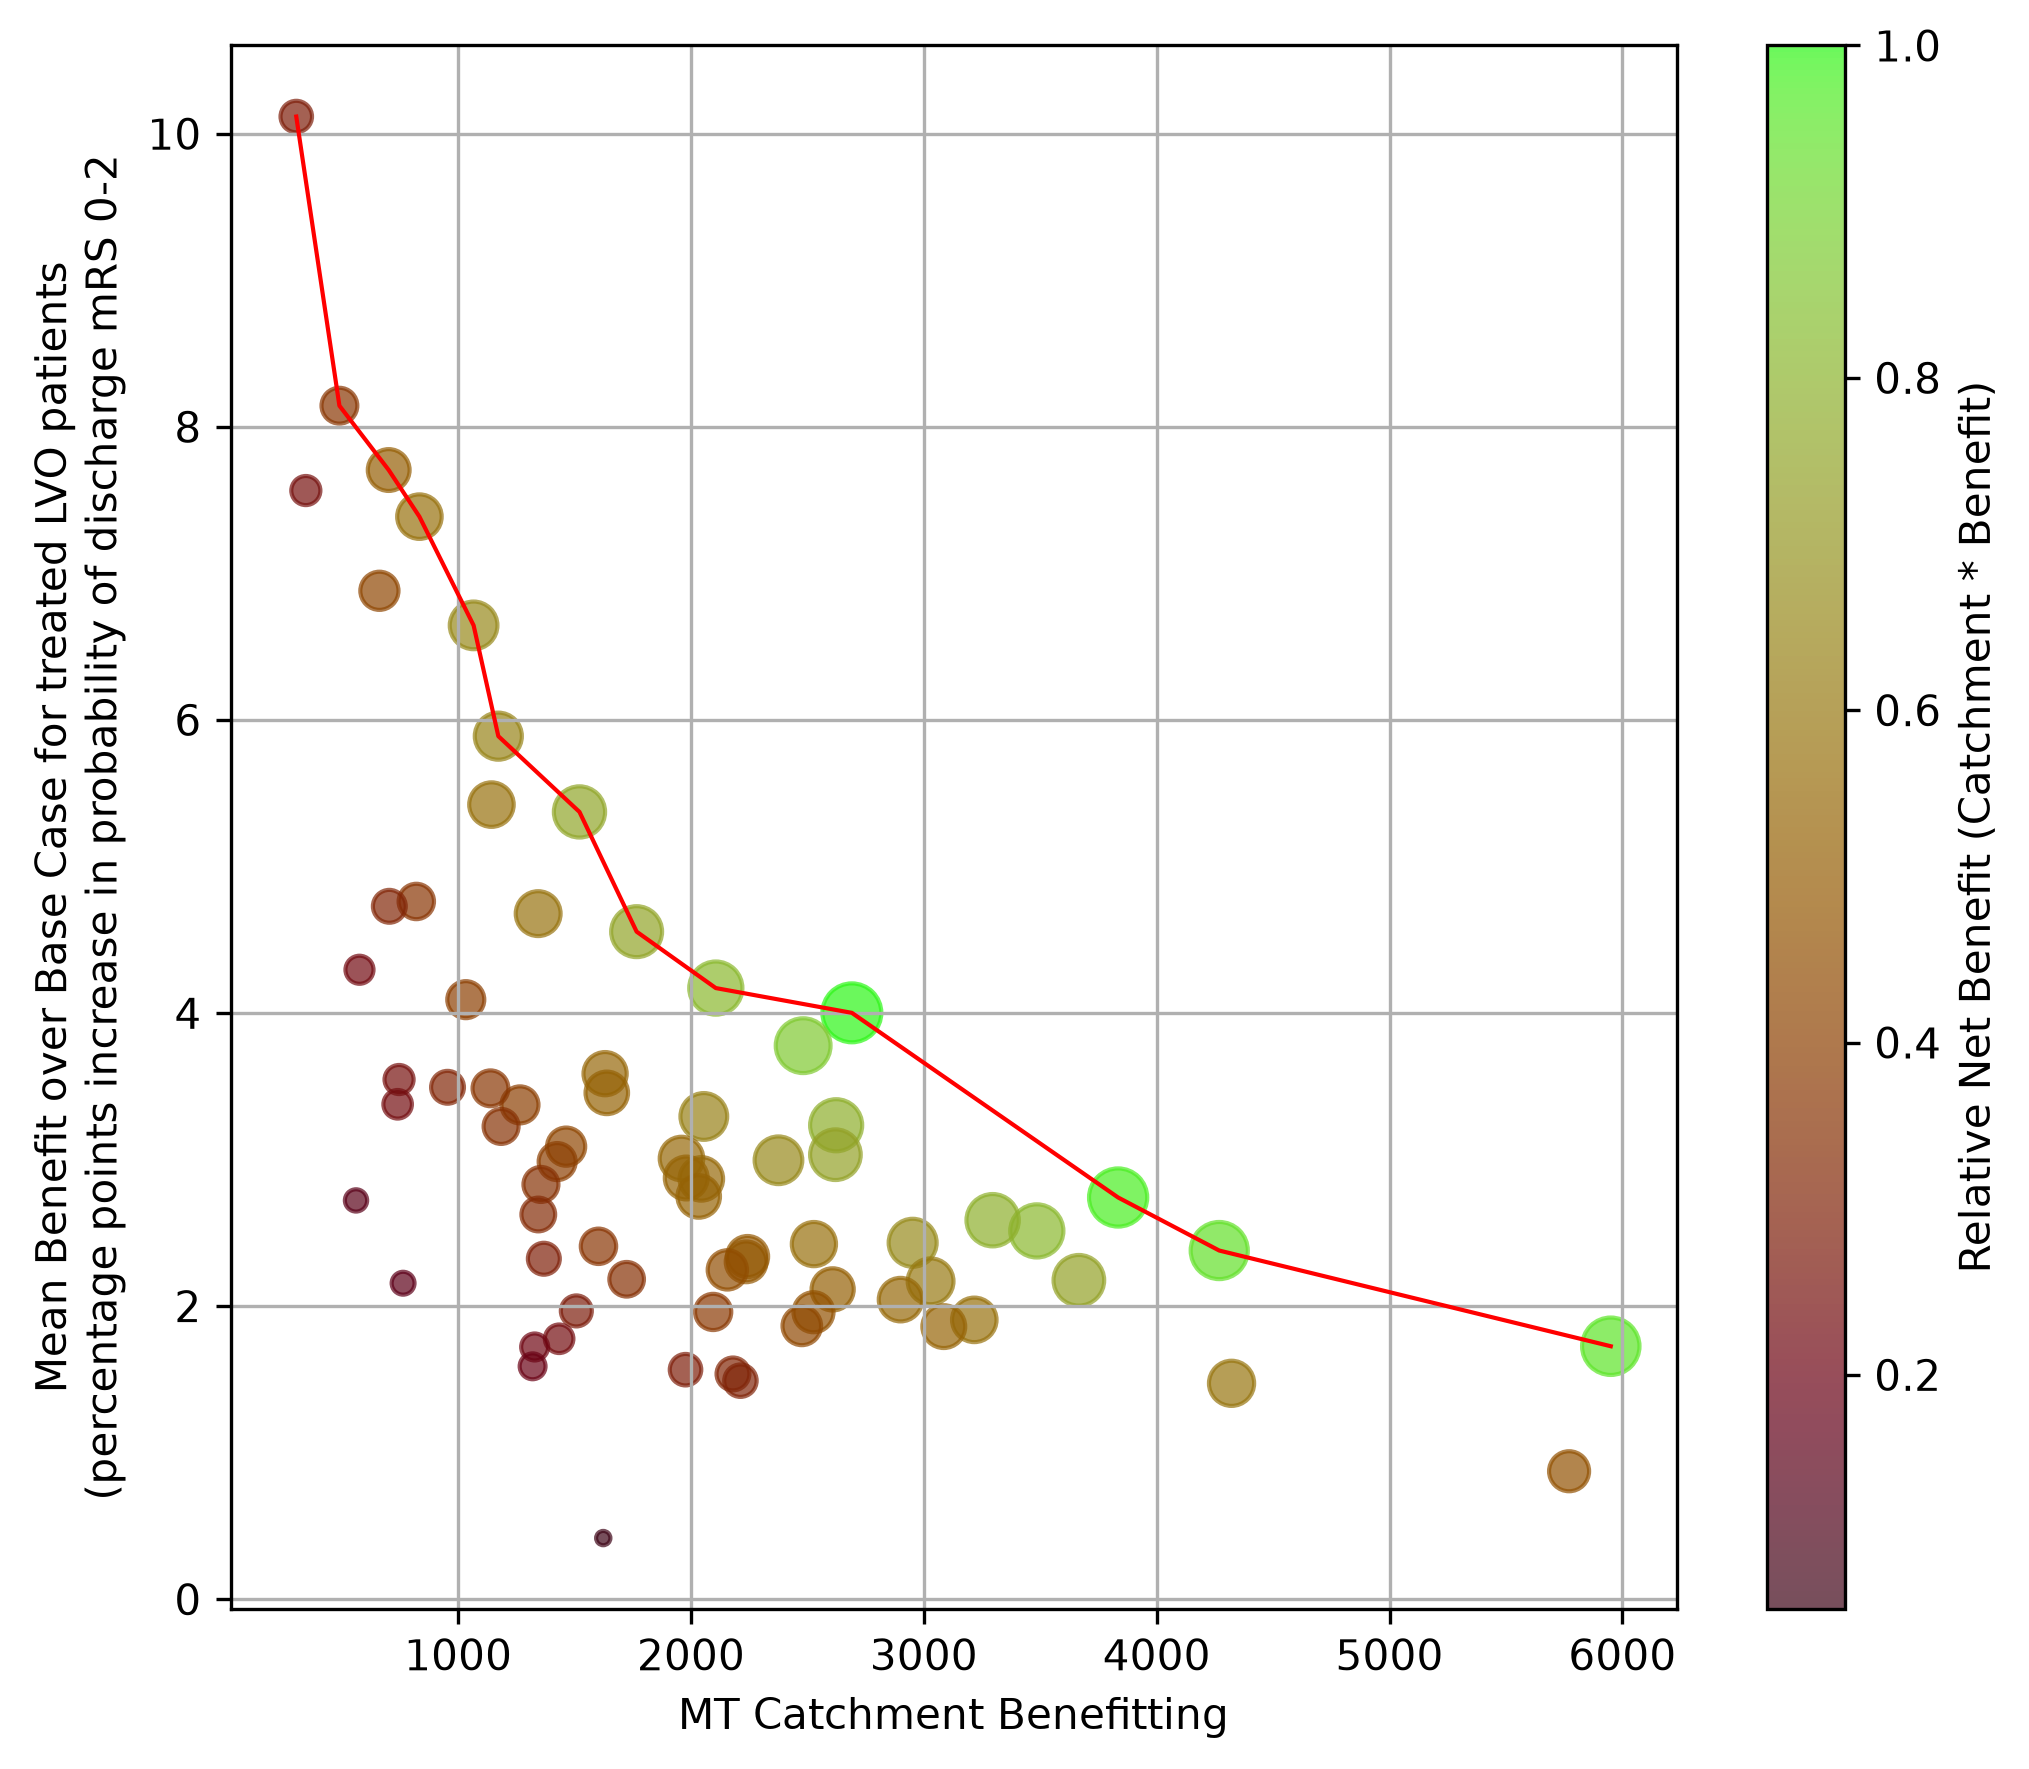 Mean Benefit over Base Case for treated LVO patients
(percentage points increase in probability of discharge mRS 0-2
10
8
6
4
2
0
1000 2000 3000 4000 5000 6000
MT Catchment Benefitting
1.0
0.8
0.6
0.4
0.2
Relative Net Benefit (Catchment * Benefit)